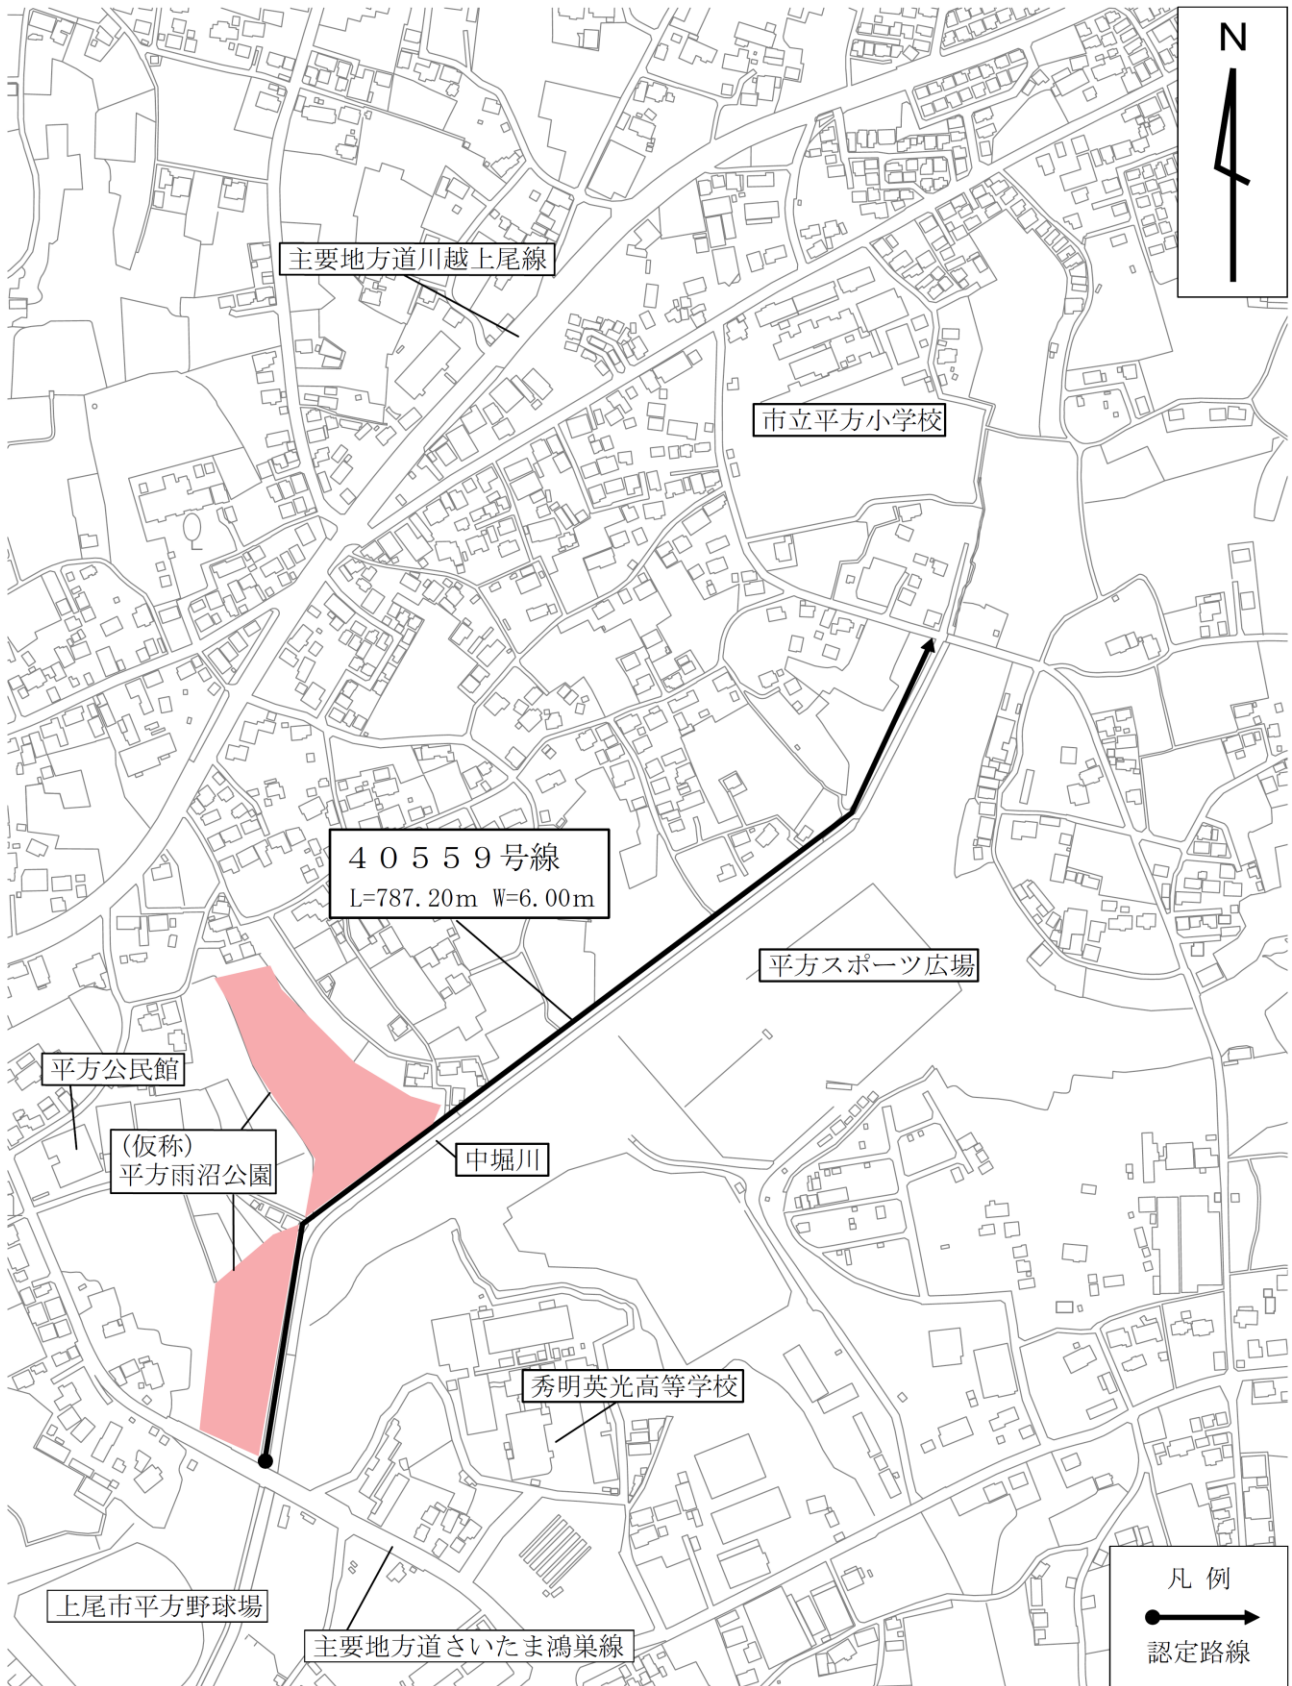 N
主要地方道川越上尾線
市立平方小学校
40559号線
L=787.20m W=6.00m
平方スポーツ広場
平方公民館
(仮称)
平方雨沼公園
中堀川
秀明英光高等学校
上尾市平方野球場
主要地方道さいたま鴻巣線
凡 例
認定路線